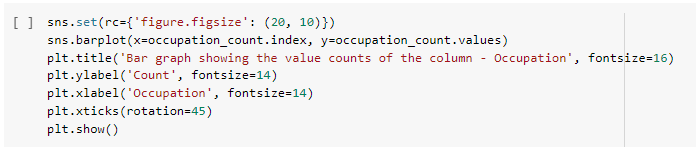 [ ] sns.set(rc={'figure.figsize': (20, 10)})
sns.barplot(x=occupation_count.index, y=occupation_count.values)
plt.title('Bar graph showing the value counts of the column - Occupation', fontsize=16)
plt.ylabel('Count', fontsize=14)
plt.xlabel('Occupation', fontsize=14)
plt.xticks(rotation=45)
plt.show()